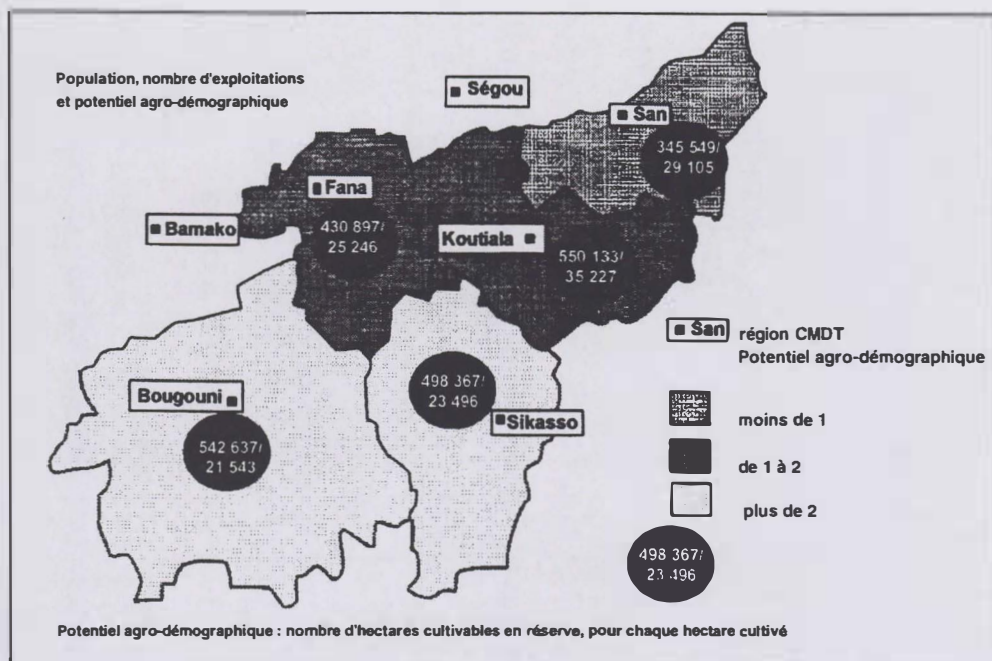 Population, nombre d'exploitations
et potentiel agro-démographique
Ségou
San
345 549/
29 105
Fana
Bamako
430 897/
25 246
Koutiala
550 133/
35 227
San
région CMDT
Potentiel agro-démographique
498 367/
23 496
Bougouni
Sikasso
moins de 1
542 637/
21 543
de 1 à 2
plus de 2
498 367/
23 496
Potentiel agro-démographique : nombre d'hectares cultivables en réserve, pour chaque hectare cultivé